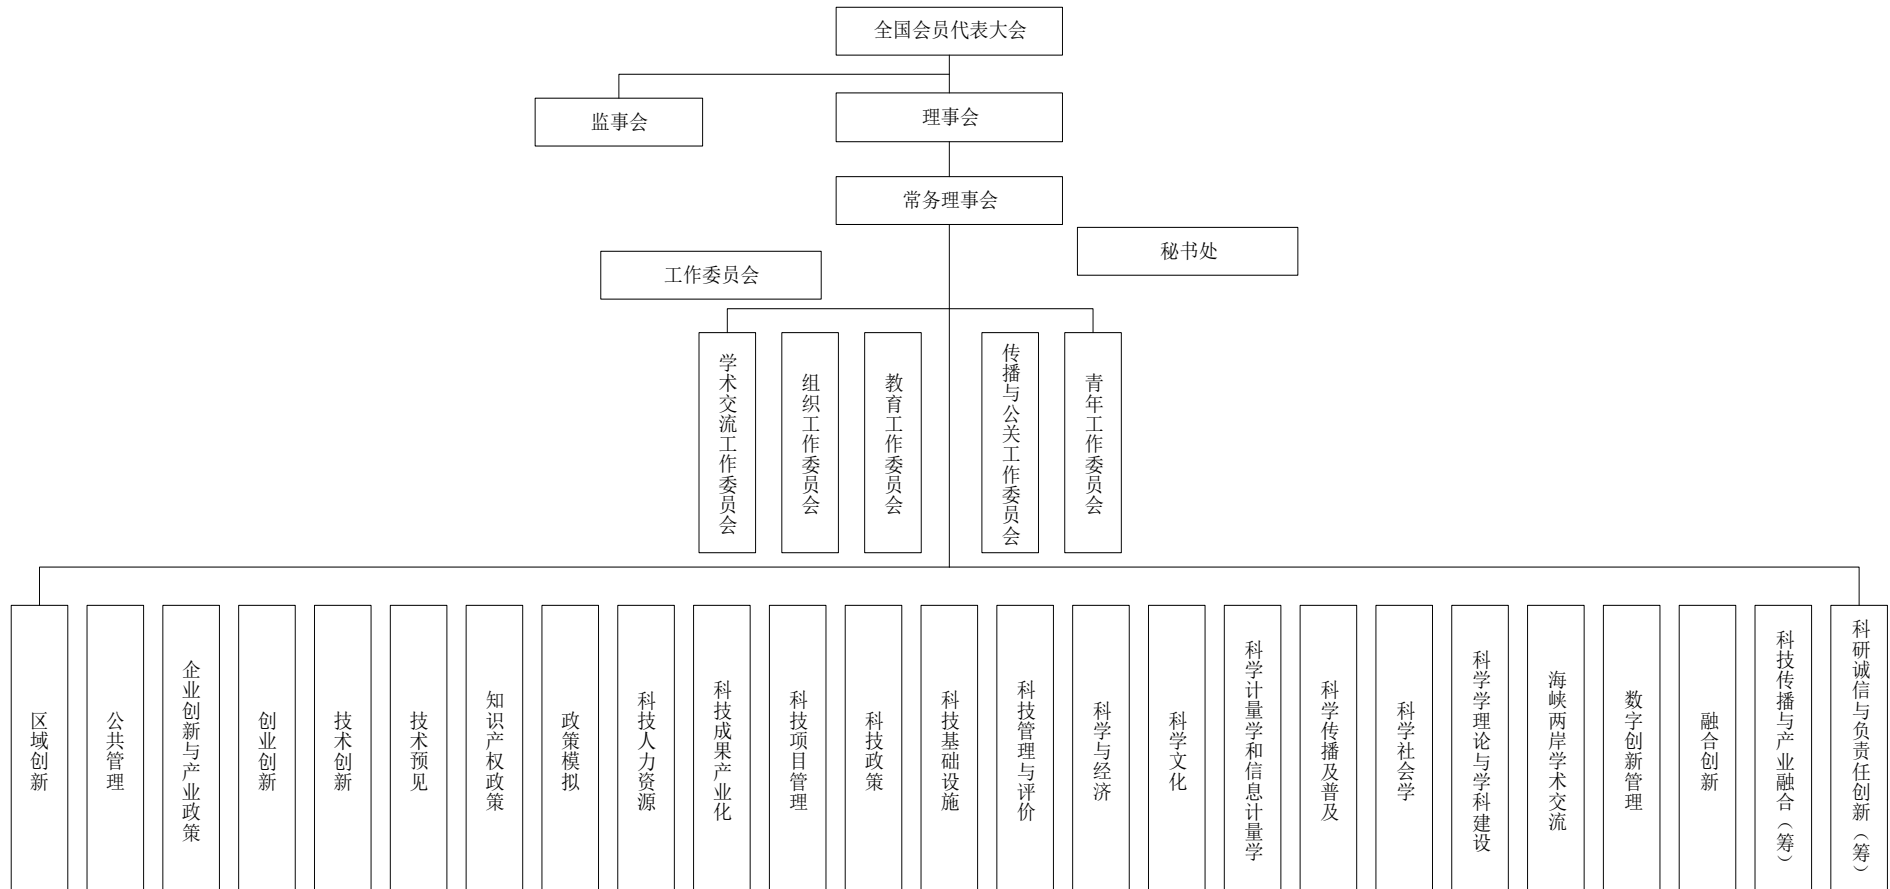 全国会员代表大会
监事会
理事会
常务理事会
秘书处
工作委员会
学术交流工作委员会
组织工作委员会
教育工作委员会
传播与公关工作委员会
青年工作委员会
区域创新
公共管理
企业创新与产业政策
创业创新
技术创新
技术预见
知识产权政策
政策模拟
科技人力资源
科技成果产业化
科技项目管理
科技政策
科技基础设施
科技管理与评价
科学与经济
科学文化
科学计量学和信息计量学
科学传播及普及
科学社会学
科学学理论与学科建设
海峡两岸学术交流
数字创新管理
融合创新
科技传播与产业融合（筹）
科研诚信与负责任创新（筹）